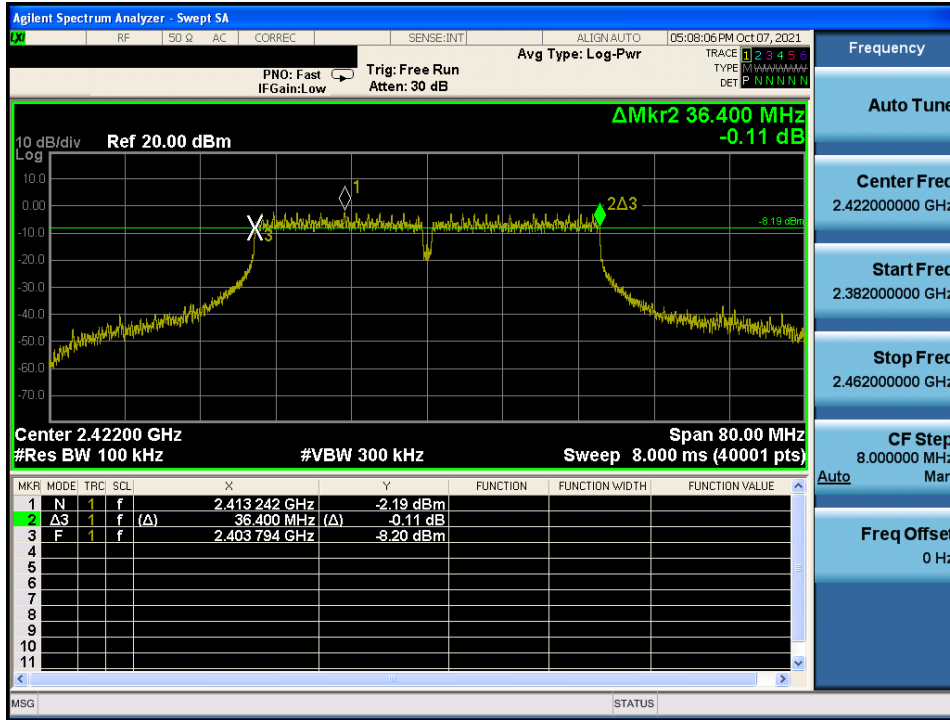 Agilent Spectrum Analyzer - Swept SA
LXI RF 50 Ω AC CORREC SENSE:INT ALIGNAUTO 05:08:06 PM Oct 07, 2021
Avg Type: Log-Pwr TRACE 1 2 3 4 5 6
PNO: Fast Trig: Free Run TYPE M W W W W W
IFGain:Low Atten: 30 dB DET P N N N N N
ΔMkr2 36.400 MHz
-0.11 dB
10 dB/div Ref 20.00 dBm
Log
10.0
0.00
-10.0
-20.0
-30.0
-40.0
-50.0
-60.0
-70.0
1
2Δ3
3
-8.19 dBm
Center 2.42200 GHz Span 80.00 MHz
#Res BW 100 kHz #VBW 300 kHz Sweep 8.000 ms (40001 pts)
MKR MODE TRC SCL X Y FUNCTION FUNCTION WIDTH FUNCTION VALUE
1 N 1 f 2.413 242 GHz -2.19 dBm
2 Δ3 1 f (Δ) 36.400 MHz (Δ) -0.11 dB
3 F 1 f 2.403 794 GHz -8.20 dBm
4
5
6
7
8
9
10
11
MSG STATUS
Frequency
Auto Tune
Center Freq
2.422000000 GHz
Start Freq
2.382000000 GHz
Stop Freq
2.462000000 GHz
CF Step
8.000000 MHz
Auto Man
Freq Offset
0 Hz